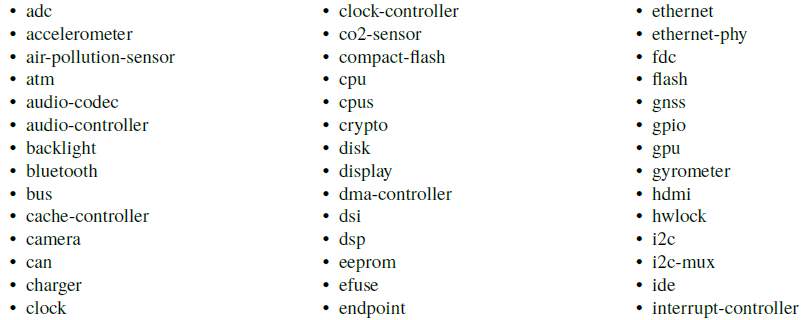 • adc
• accelerometer
• air-pollution-sensor
• atm
• audio-codec
• audio-controller
• backlight
• bluetooth
• bus
• cache-controller
• camera
• can
• charger
• clock
• clock-controller
• co2-sensor
• compact-flash
• cpu
• cpus
• crypto
• disk
• display
• dma-controller
• dsi
• dsp
• eeprom
• efuse
• endpoint
• ethernet
• ethernet-phy
• fdc
• flash
• gnss
• gpio
• gpu
• gyrometer
• hdmi
• hwlock
• i2c
• i2c-mux
• ide
• interrupt-controller